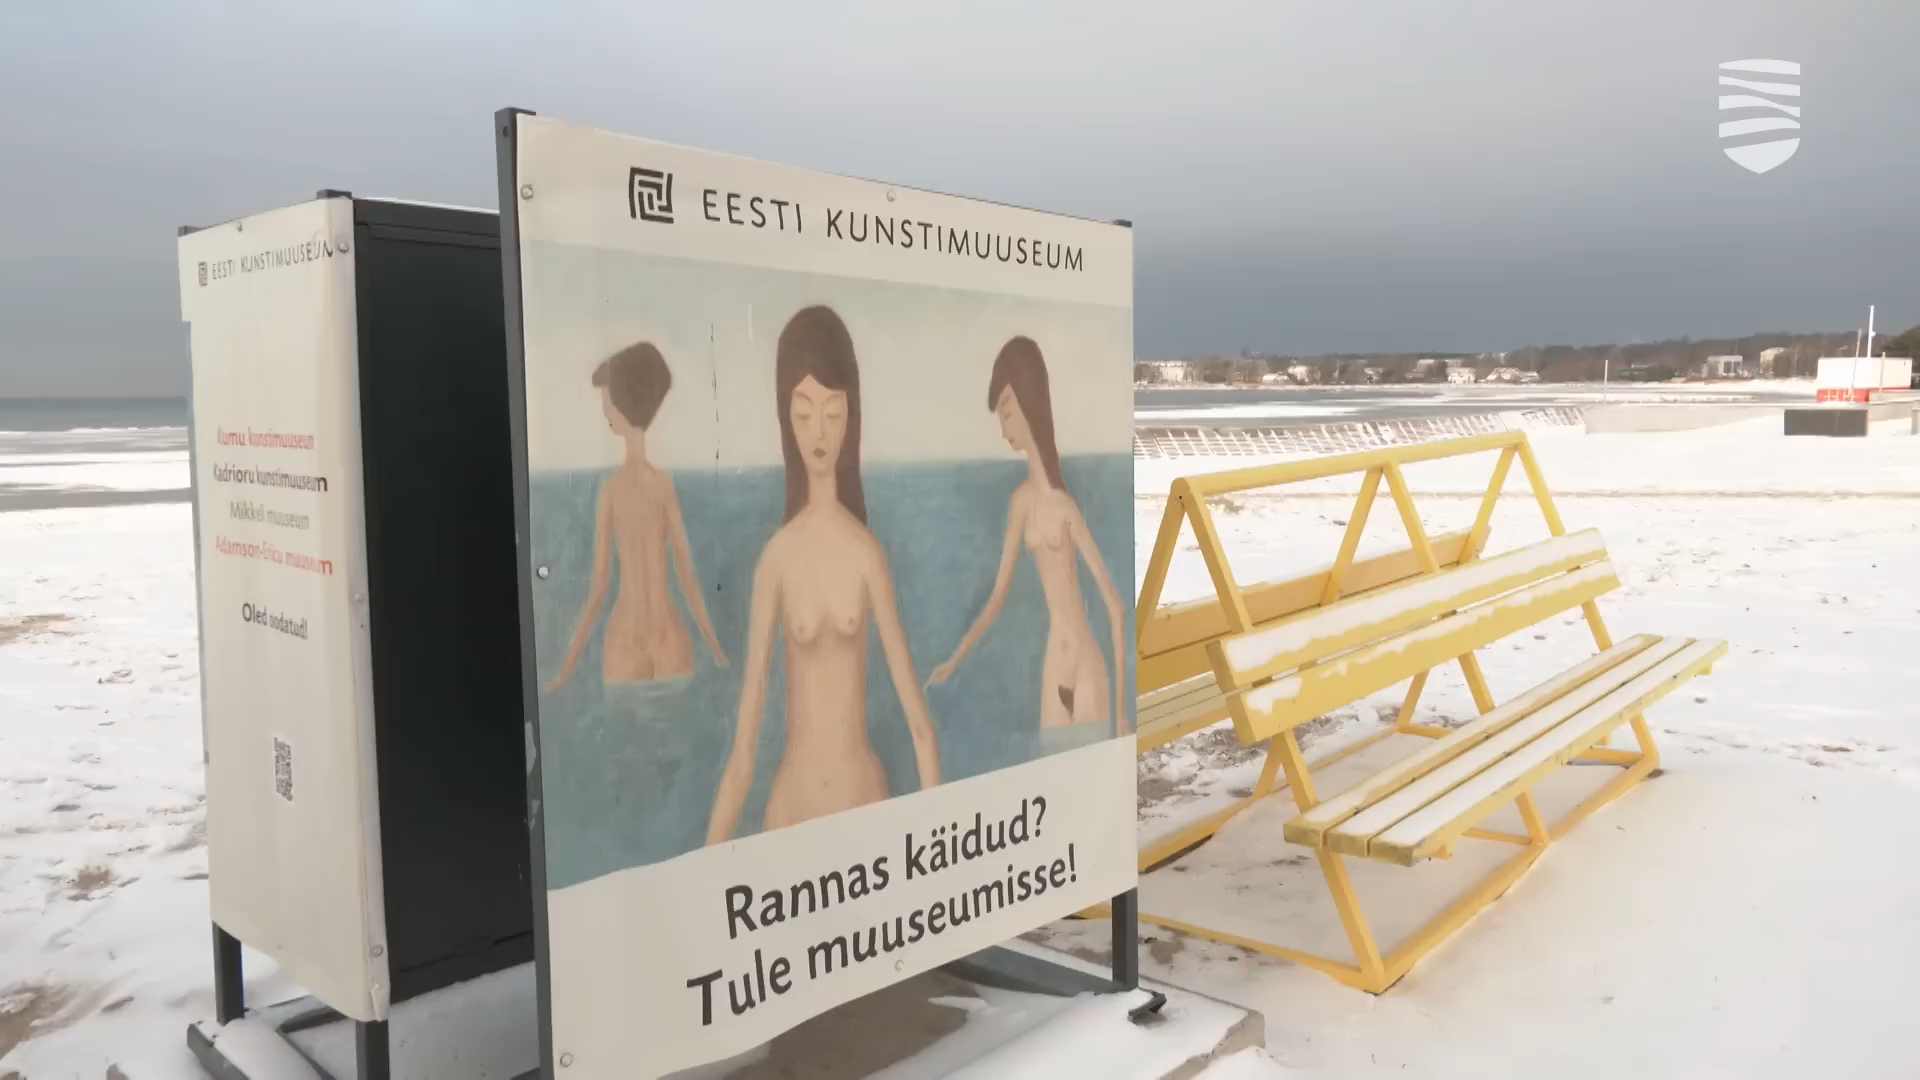 EESTI KUNSTIMUUSEUM
Kumu kunstimuuseum
Kadrioru kunstimuuseum
Mikkeli muuseum
Adamson-Ericu muuseum
Oled oodatud!
EESTI KUNSTIMUUSEUM
Rannas käidud?
Tule muuseumisse!